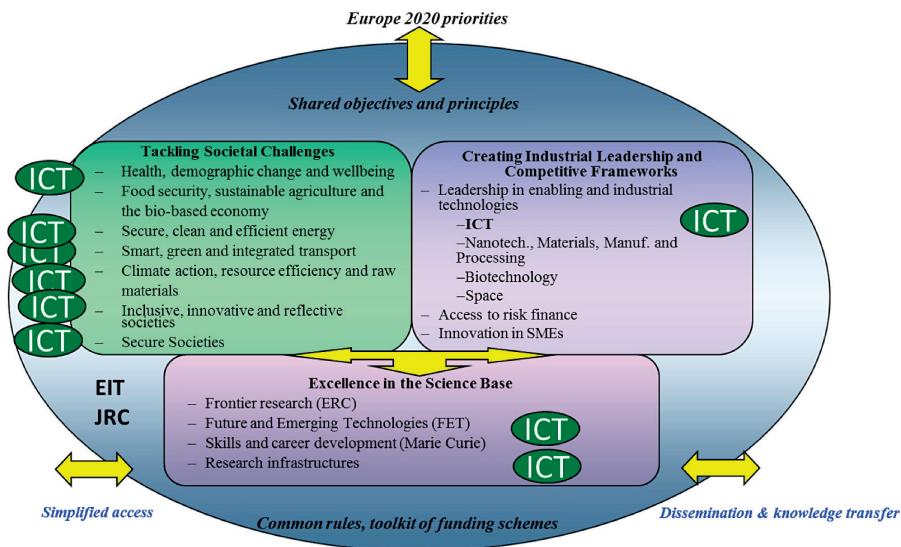 Europe 2020 priorities
Shared objectives and principles
Tackling Societal Challenges
ICT
– Health, demographic change and wellbeing
– Food security, sustainable agriculture and
the bio-based economy
ICT
– Secure, clean and efficient energy
ICT
– Smart, green and integrated transport
ICT
– Climate action, resource efficiency and raw
materials
ICT
– Inclusive, innovative and reflective
societies
ICT
– Secure Societies
Creating Industrial Leadership and
Competitive Frameworks
– Leadership in enabling and industrial
technologies
ICT
–ICT
–Nanotech., Materials, Manuf. and
Processing
–Biotechnology
–Space
– Access to risk finance
– Innovation in SMEs
EIT
JRC
Excellence in the Science Base
– Frontier research (ERC)
– Future and Emerging Technologies (FET)
ICT
– Skills and career development (Marie Curie)
– Research infrastructures
ICT
Simplified access
Common rules, toolkit of funding schemes
Dissemination & knowledge transfer